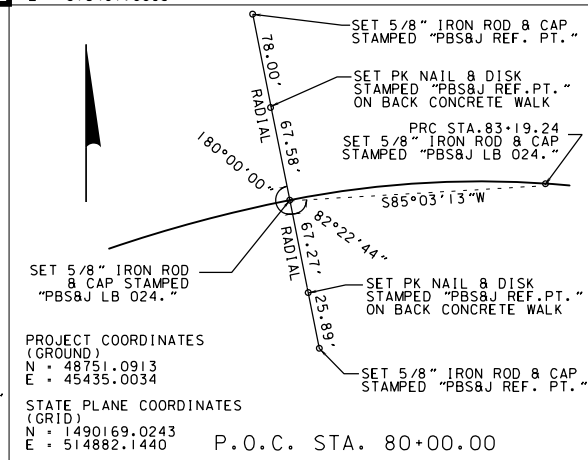 SET 5/8" IRON ROD & CAP
STAMPED "PBS&J REF. PT."
78.00'
RADIAL
SET PK NAIL & DISK
STAMPED "PBS&J REF.PT."
ON BACK CONCRETE WALK
67.58'
PRC STA.83+19.24
SET 5/8" IRON ROD & CAP
STAMPED "PBS&J LB 024."
180°00'00"
S85°03'13"W
82°22'44"
RADIAL
67.27'
SET 5/8" IRON ROD
& CAP STAMPED
"PBS&J LB 024."
SET PK NAIL & DISK
STAMPED "PBS&J REF.PT."
ON BACK CONCRETE WALK
25.89'
SET 5/8" IRON ROD & CAP
STAMPED "PBS&J REF. PT."
PROJECT COORDINATES
(GROUND)
N = 48751.0913
E = 45435.0034
STATE PLANE COORDINATES
(GRID)
N = 1490169.0243
E = 514882.1440
P.O.C. STA. 80+00.00